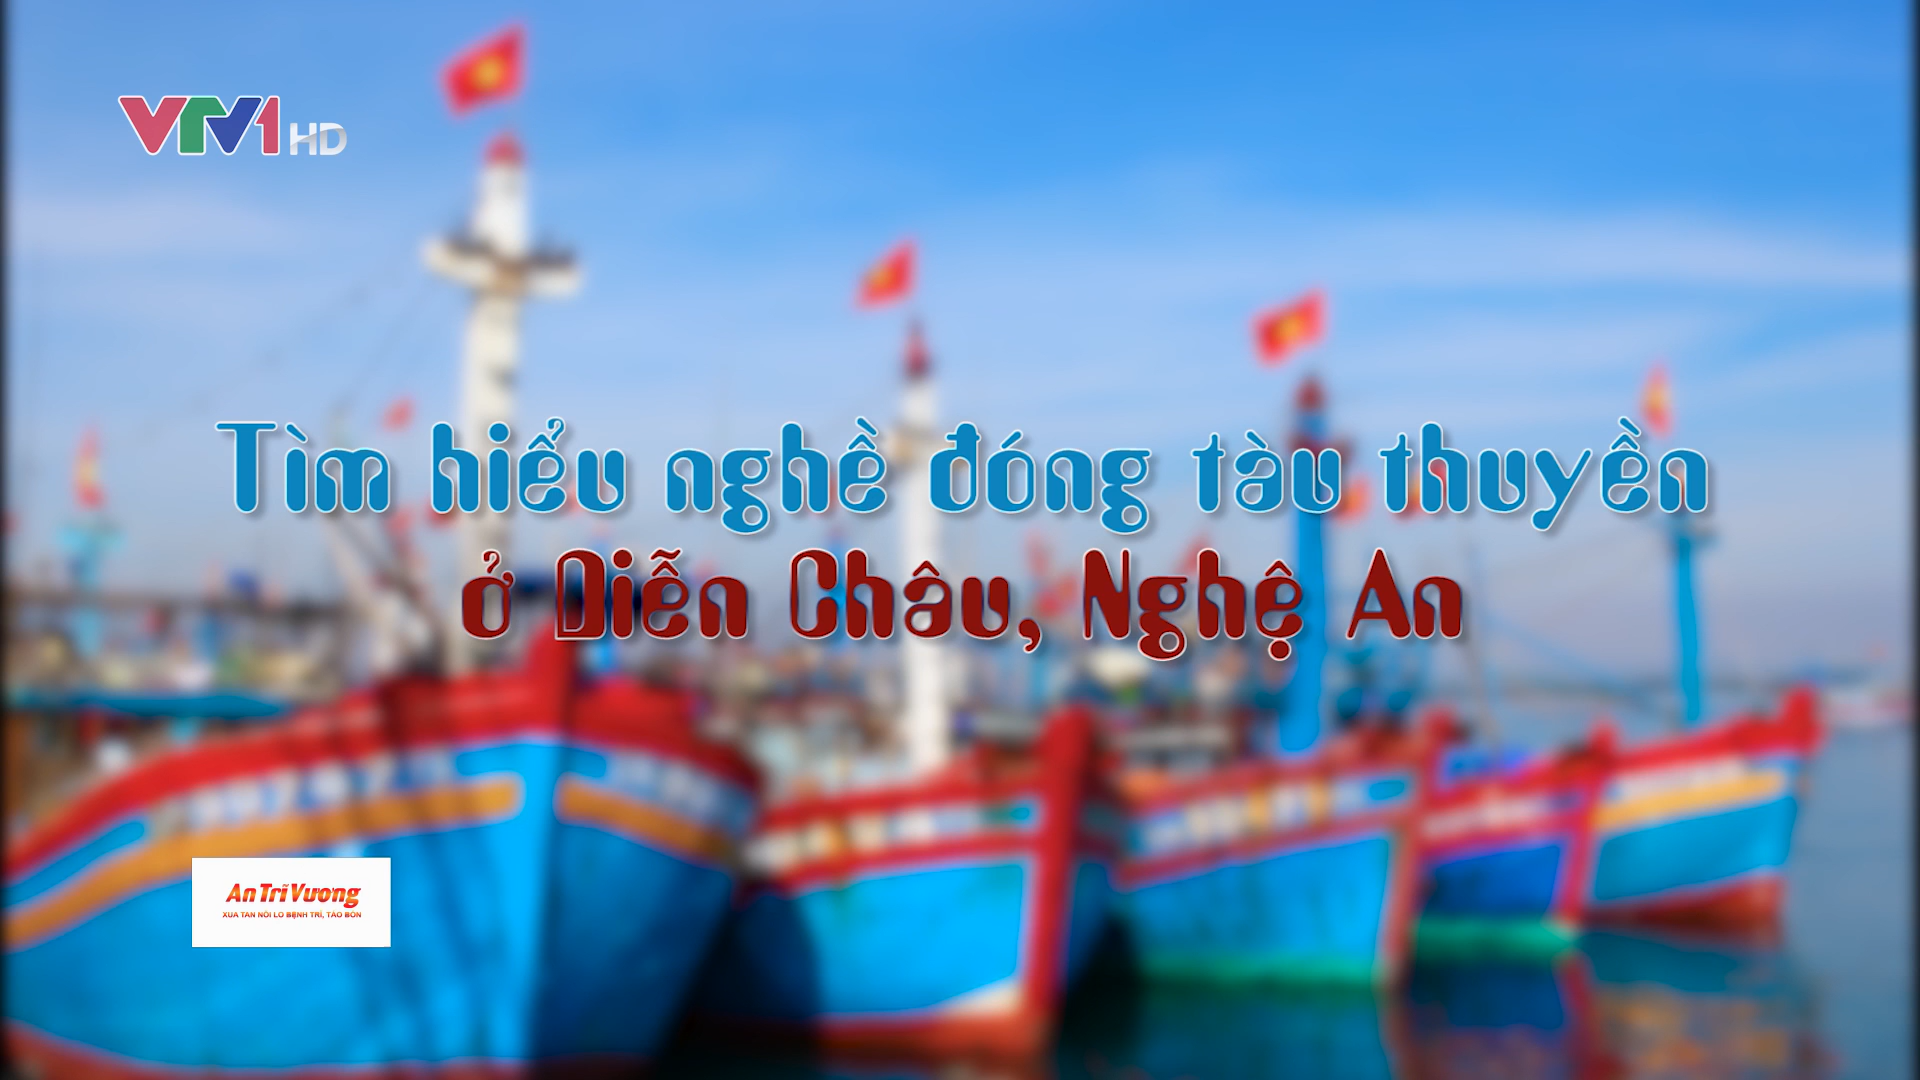 VTV1 HD
Tìm hiểu nghề đóng tàu thuyền
ở Diễn Châu, Nghệ An
An Trĩ Vương
XUA TAN NỖI LO BỆNH TRĨ, TÁO BÓN